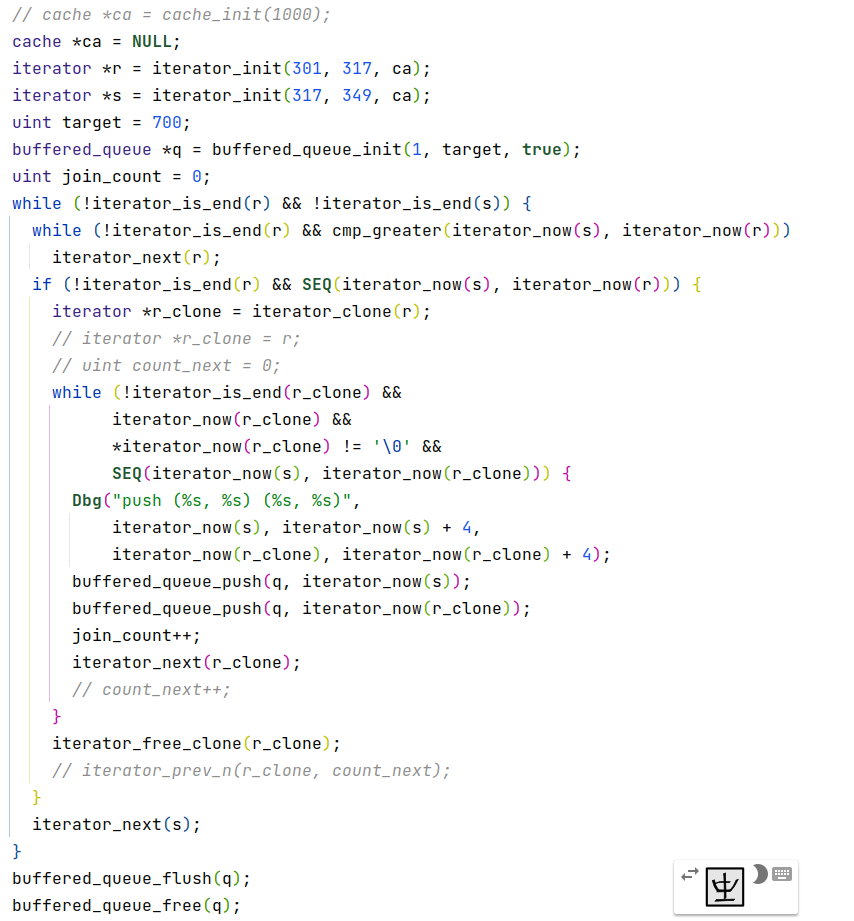 // cache *ca = cache_init(1000);
cache *ca = NULL;
iterator *r = iterator_init(301, 317, ca);
iterator *s = iterator_init(317, 349, ca);
uint target = 700;
buffered_queue *q = buffered_queue_init(1, target, true);
uint join_count = 0;
while (!iterator_is_end(r) && !iterator_is_end(s)) {
  while (!iterator_is_end(r) && cmp_greater(iterator_now(s), iterator_now(r)))
    iterator_next(r);
  if (!iterator_is_end(r) && SEQ(iterator_now(s), iterator_now(r))) {
    iterator *r_clone = iterator_clone(r);
    // iterator *r_clone = r;
    // uint count_next = 0;
    while (!iterator_is_end(r_clone) &&
          iterator_now(r_clone) &&
          *iterator_now(r_clone) != '\0' &&
          SEQ(iterator_now(s), iterator_now(r_clone))) {
      Dbg("push (%s, %s) (%s, %s)",
          iterator_now(s), iterator_now(s) + 4,
          iterator_now(r_clone), iterator_now(r_clone) + 4);
      buffered_queue_push(q, iterator_now(s));
      buffered_queue_push(q, iterator_now(r_clone));
      join_count++;
      iterator_next(r_clone);
      // count_next++;
    }
    iterator_free_clone(r_clone);
    // iterator_prev_n(r_clone, count_next);
  }
  iterator_next(s);
}
buffered_queue_flush(q);
buffered_queue_free(q);